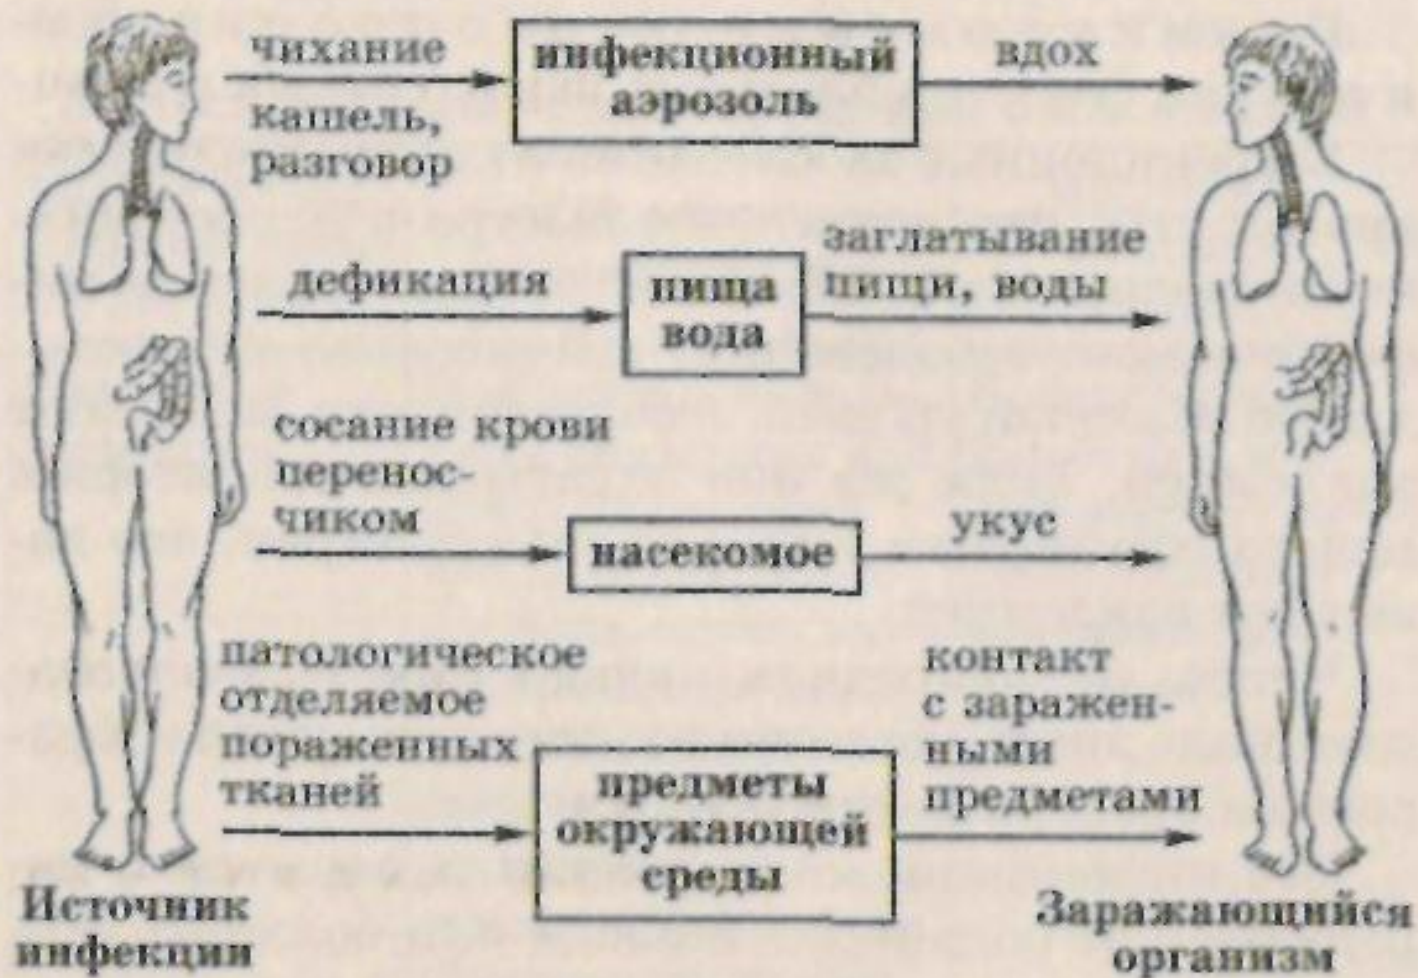 чихание
кашель,
разговор
инфекционный
аэрозоль
вдох
дефикация
пища
вода
заглатывание
пищи, воды
сосание крови
перенос-
чиком
насекомое
укус
патологическое
отделяемое
пораженных
тканей
предметы
окружающей
среды
контакт
с заражен-
ными
предметами
Источник
инфекции
Заражающийся
организм